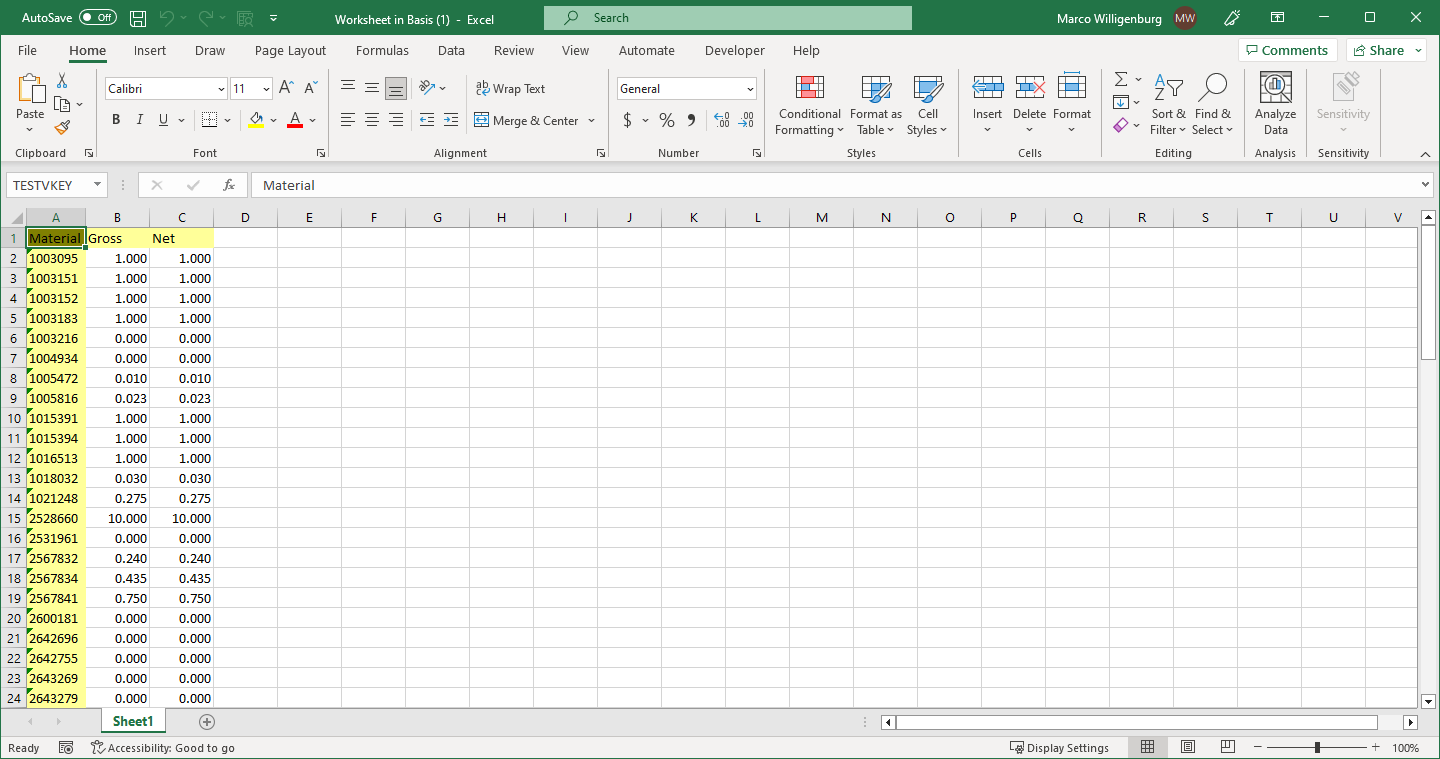 AutoSave Off Worksheet in Basis (1) - Excel Search Marco Willigenburg MW
File Home Insert Draw Page Layout Formulas Data Review View Automate Developer Help Comments Share
Paste
Clipboard
Calibri 11
B I U
Font
Wrap Text
Merge & Center
Alignment
General
$ % 9
Number
Conditional Formatting
Format as Table
Cell Styles
Styles
Insert
Delete
Format
Cells
Sort & Filter
Find & Select
Editing
Analyze Data
Analysis
Sensitivity
Sensitivity
TESTVKEY fx Material
A B C D E F G H I J K L M N O P Q R S T U V
1 Material Gross Net
2 1003095 1.000 1.000
3 1003151 1.000 1.000
4 1003152 1.000 1.000
5 1003183 1.000 1.000
6 1003216 0.000 0.000
7 1004934 0.000 0.000
8 1005472 0.010 0.010
9 1005816 0.023 0.023
10 1015391 1.000 1.000
11 1015394 1.000 1.000
12 1016513 1.000 1.000
13 1018032 0.030 0.030
14 1021248 0.275 0.275
15 2528660 10.000 10.000
16 2531961 0.000 0.000
17 2567832 0.240 0.240
18 2567834 0.435 0.435
19 2567841 0.750 0.750
20 2600181 0.000 0.000
21 2642696 0.000 0.000
22 2642755 0.000 0.000
23 2643269 0.000 0.000
24 2643279 0.000 0.000
Sheet1
Ready Accessibility: Good to go Display Settings 100%